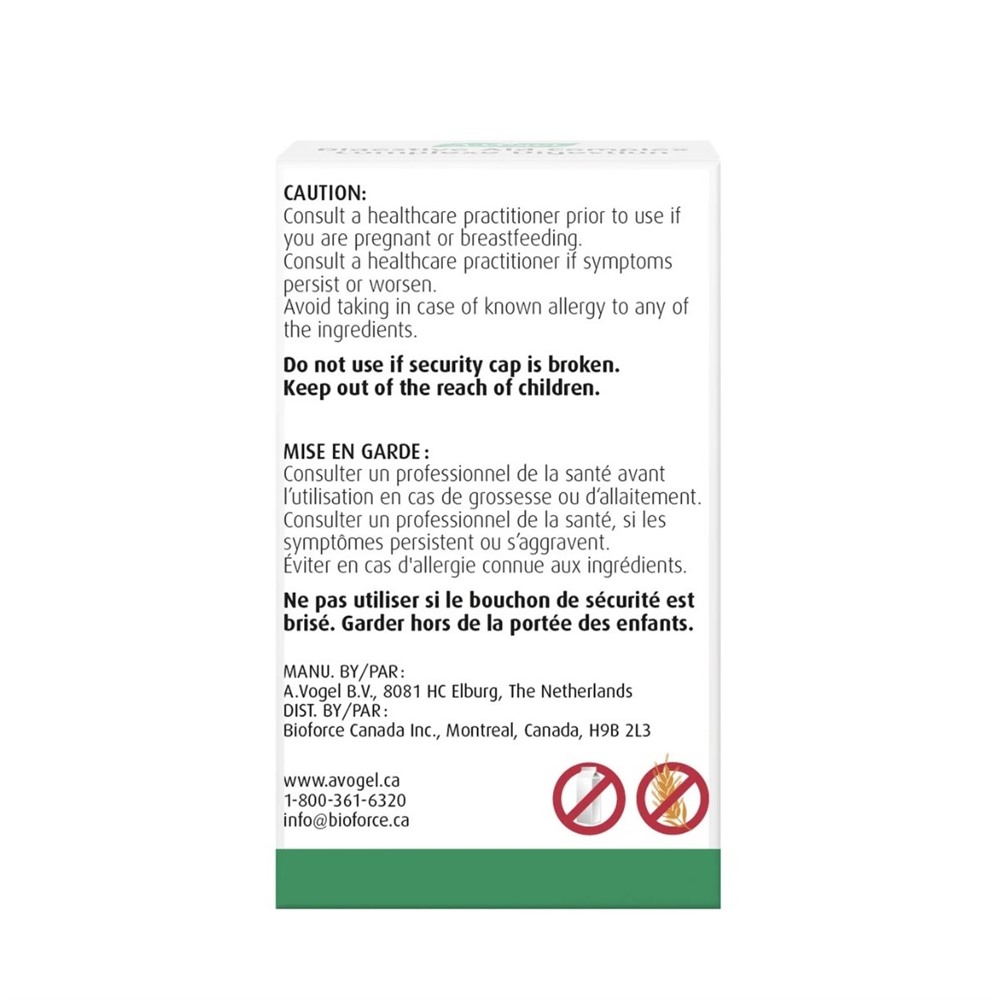 Digestive Aid Complex
Complexe Digestion
CAUTION:
Consult a healthcare practitioner prior to use if
you are pregnant or breastfeeding.
Consult a healthcare practitioner if symptoms
persist or worsen.
Avoid taking in case of known allergy to any of
the ingredients.
Do not use if security cap is broken.
Keep out of the reach of children.
MISE EN GARDE :
Consulter un professionnel de la santé avant
l’utilisation en cas de grossesse ou d‘allaitement.
Consulter un professionnel de la santé, si les
symptômes persistent ou s’aggravent.
Éviter en cas d'allergie connue aux ingrédients.
Ne pas utiliser si le bouchon de sécurité est
brisé. Garder hors de la portée des enfants.
MANU. BY/PAR :
A.Vogel B.V., 8081 HC Elburg, The Netherlands
DIST. BY/PAR :
Bioforce Canada Inc., Montreal, Canada, H9B 2L3
www.avogel.ca
1-800-361-6320
info@bioforce.ca